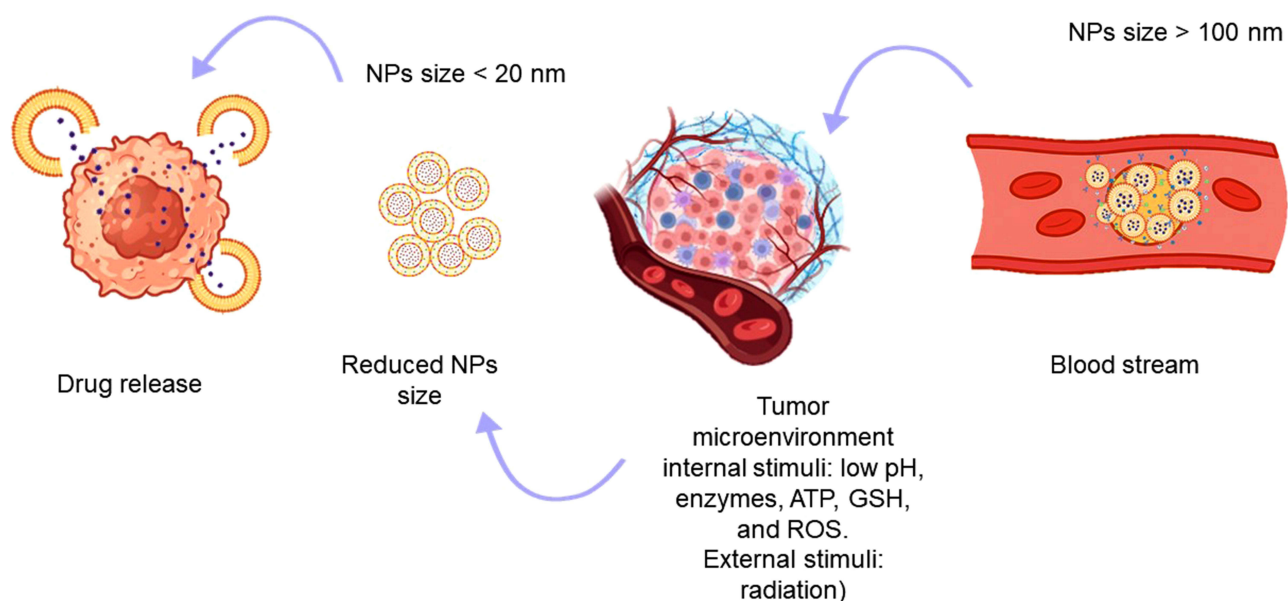 NPs size > 100 nm
NPs size < 20 nm
Drug release
Reduced NPs
size
Tumor
microenvironment
internal stimuli: low pH,
enzymes, ATP, GSH,
and ROS.
External stimuli:
radiation)
Blood stream